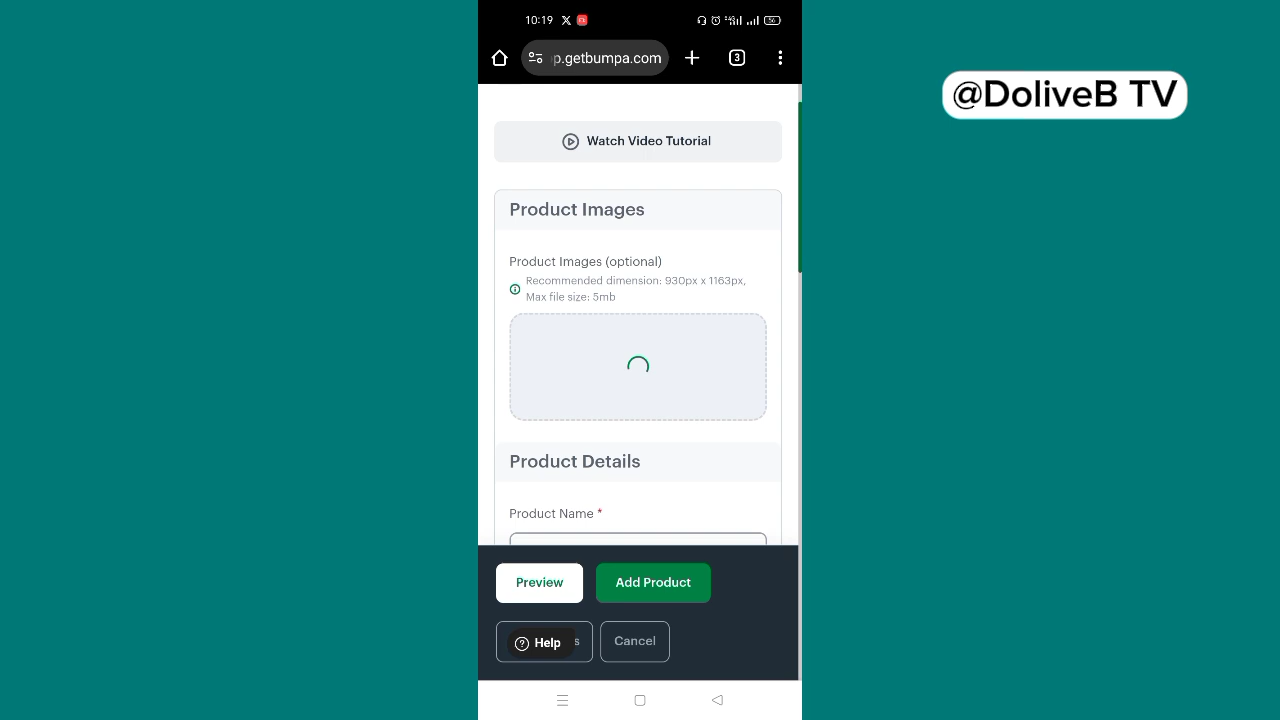 10:19
56
p.getbumpa.com
3
@DoliveB TV
Watch Video Tutorial
Product Images
Product Images (optional)
Recommended dimension: 930px x 1163px,
Max file size: 5mb
Product Details
Product Name *
Preview
Add Product
Help
s
Cancel